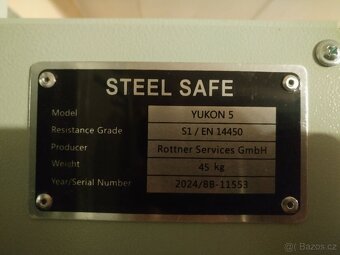 STEEL SAFE
Model YUKON 5
Resistance Grade S1 / EN 14450
Producer Rottner Services GmbH
Weight 45 kg
Year/Serial Number 2024/BB-11553
Bazoš.cz